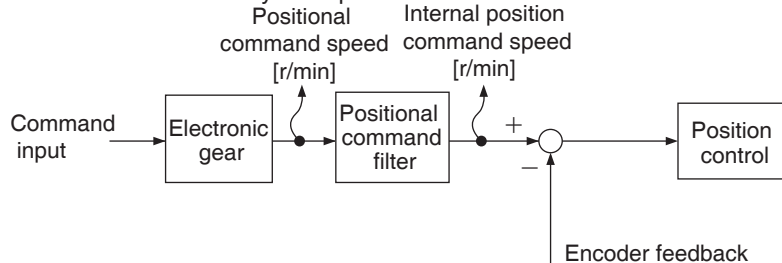 Positional
command speed
[r/min]
Internal position
command speed
[r/min]
Command
input
Electronic
gear
Positional
command
filter
+
−
Position
control
Encoder feedback